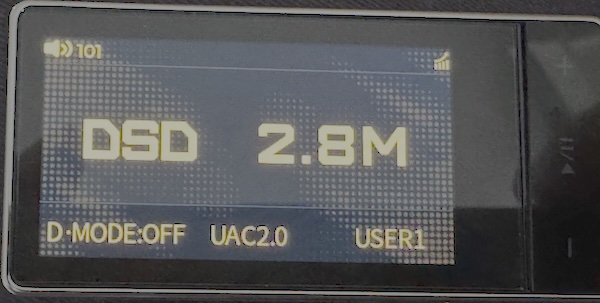 101
DSD 2.8M
D·MODE:OFF UAC2.0 USER1